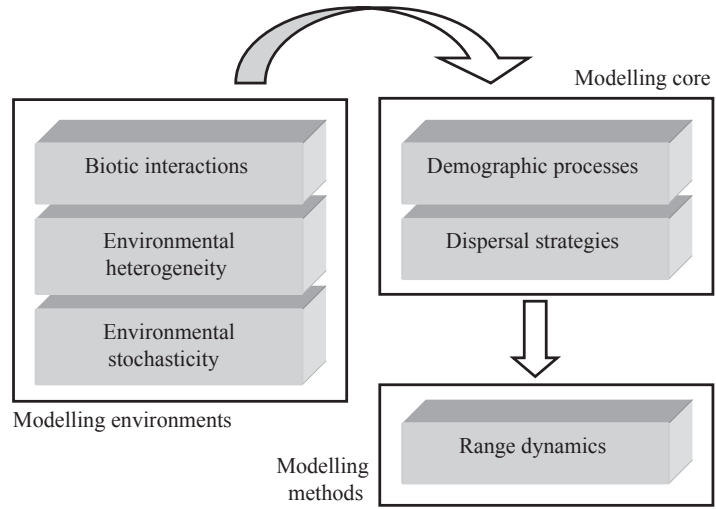 Modelling core
Biotic interactions
Environmental
heterogeneity
Environmental
stochasticity
Modelling environments
Demographic processes
Dispersal strategies
Range dynamics
Modelling
methods